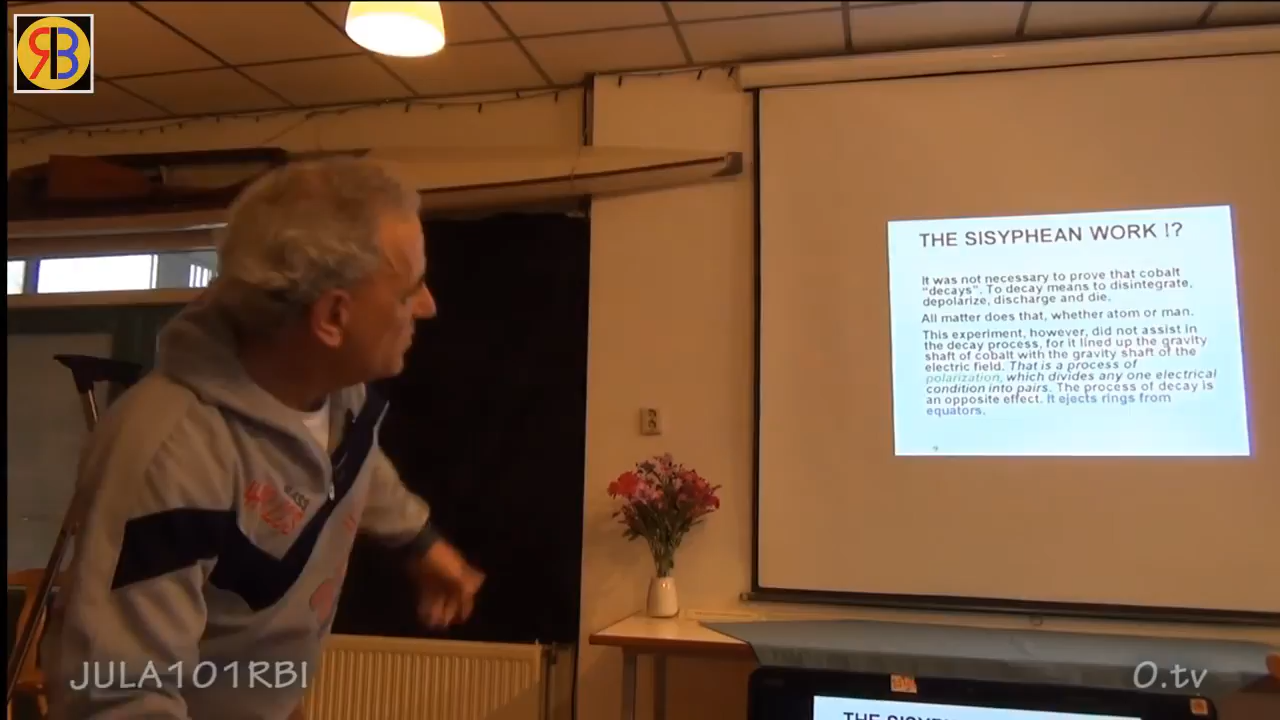 RB
THE SISYPHEAN WORK !?
It was not necessary to prove that cobalt
"decays". To decay means to disintegrate,
depolarize, discharge and die.
All matter does that, whether atom or man.
This experiment, however, did not assist in
the decay process, for it lined up the gravity
shaft of cobalt with the gravity shaft of the
electric field. That is a process of
polarization, which divides any one electrical
condition into pairs. The process of decay is
an opposite effect. It ejects rings from
equators.
JULA101RBI
O.tv